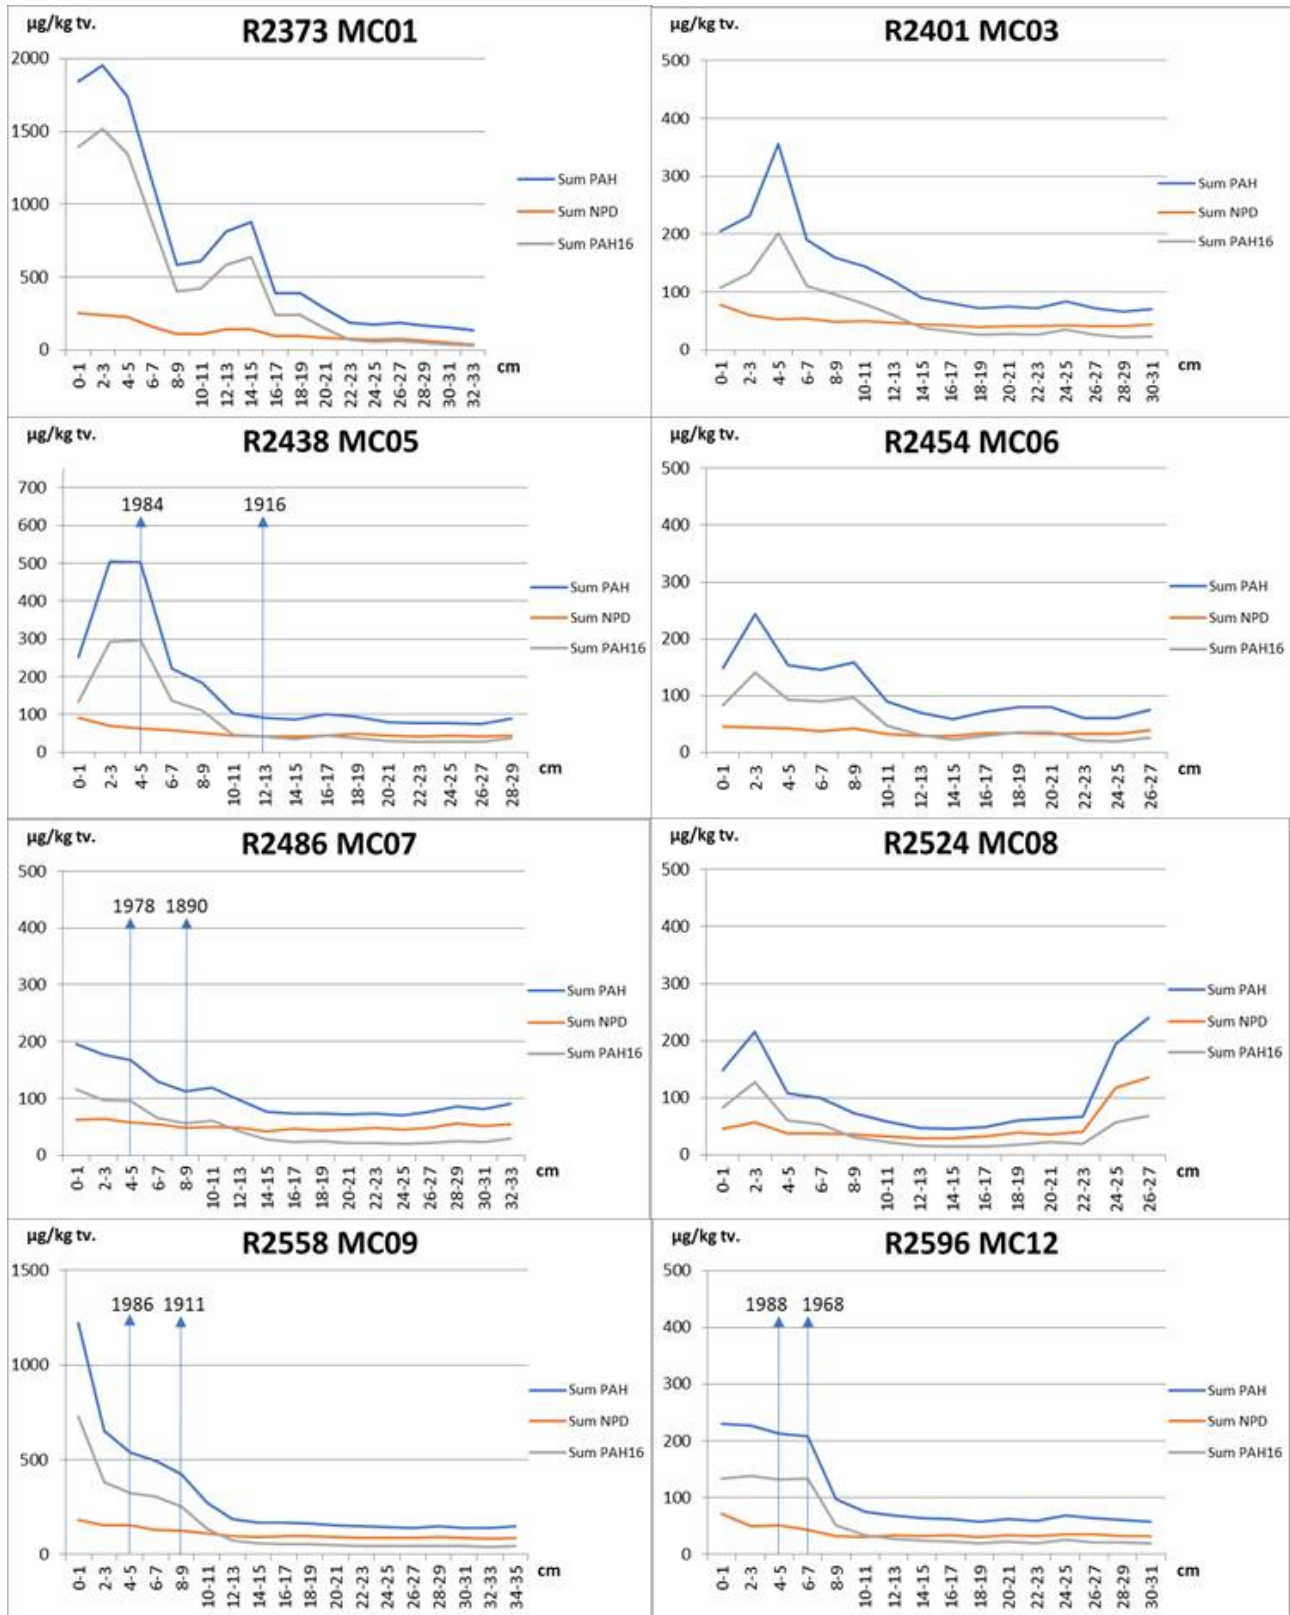 µg/kg tv.
R2373 MC01
2000
1500
1000
500
0
0-1 2-3 4-5 6-7 8-9 10-11 12-13 14-15 16-17 18-19 20-21 22-23 24-25 26-27 28-29 30-31 32-33
cm
Sum PAH
Sum NPD
Sum PAH16
µg/kg tv.
R2401 MC03
500
400
300
200
100
0
0-1 2-3 4-5 6-7 8-9 10-11 12-13 14-15 16-17 18-19 20-21 22-23 24-25 26-27 28-29 30-31
cm
Sum PAH
Sum NPD
Sum PAH16
µg/kg tv.
R2438 MC05
700
600
500
400
300
200
100
0
1984 1916
0-1 2-3 4-5 6-7 8-9 10-11 12-13 14-15 16-17 18-19 20-21 22-23 24-25 26-27 28-29
cm
Sum PAH
Sum NPD
Sum PAH16
µg/kg tv.
R2454 MC06
500
400
300
200
100
0
0-1 2-3 4-5 6-7 8-9 10-11 12-13 14-15 16-17 18-19 20-21 22-23 24-25 26-27
cm
Sum PAH
Sum NPD
Sum PAH16
µg/kg tv.
R2486 MC07
500
400
300
200
100
0
1978 1890
0-1 2-3 4-5 6-7 8-9 10-11 12-13 14-15 16-17 18-19 20-21 22-23 24-25 26-27 28-29 30-31 32-33
cm
Sum PAH
Sum NPD
Sum PAH16
µg/kg tv.
R2524 MC08
500
400
300
200
100
0
0-1 2-3 4-5 6-7 8-9 10-11 12-13 14-15 16-17 18-19 20-21 22-23 24-25 26-27
cm
Sum PAH
Sum NPD
Sum PAH16
µg/kg tv.
R2558 MC09
1500
1000
500
0
1986 1911
0-1 2-3 4-5 6-7 8-9 10-11 12-13 14-15 16-17 18-19 20-21 22-23 24-25 26-27 28-29 30-31 32-33 34-35
cm
Sum PAH
Sum NPD
Sum PAH16
µg/kg tv.
R2596 MC12
500
400
300
200
100
0
1988 1968
0-1 2-3 4-5 6-7 8-9 10-11 12-13 14-15 16-17 18-19 20-21 22-23 24-25 26-27 28-29 30-31
cm
Sum PAH
Sum NPD
Sum PAH16